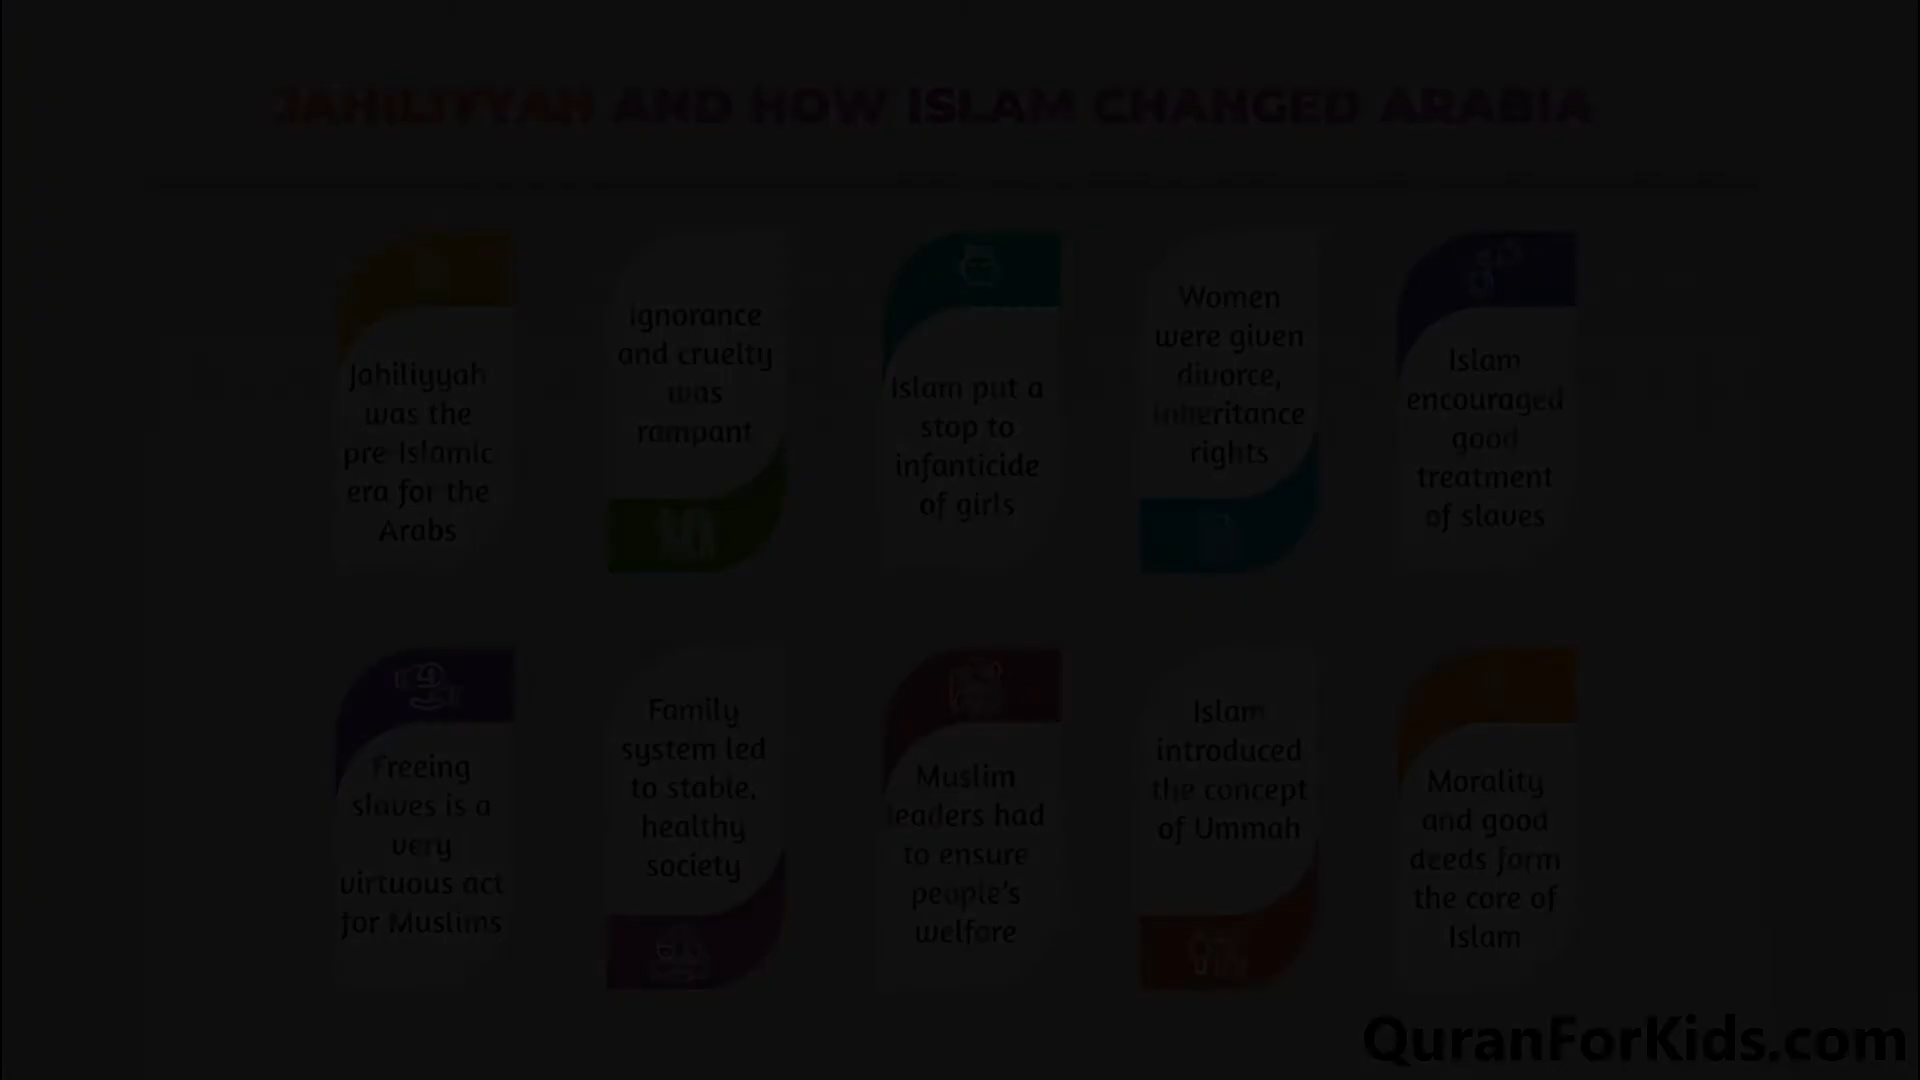 JAHILIYYAH AND HOW ISLAM CHANGED ARABIA
Jahiliyyah
was the
pre-Islamic
era for the
Arabs
Ignorance
and cruelty
was
rampant
Islam put a
stop to
infanticide
of girls
Women
were given
divorce,
inheritance
rights
Islam
encouraged
good
treatment
of slaves
Freeing
slaves is a
very
virtuous act
for Muslims
Family
system led
to stable,
healthy
society
Muslim
leaders had
to ensure
people's
welfare
Islam
introduced
the concept
of Ummah
Morality
and good
deeds form
the core of
Islam
QuranForKids.com